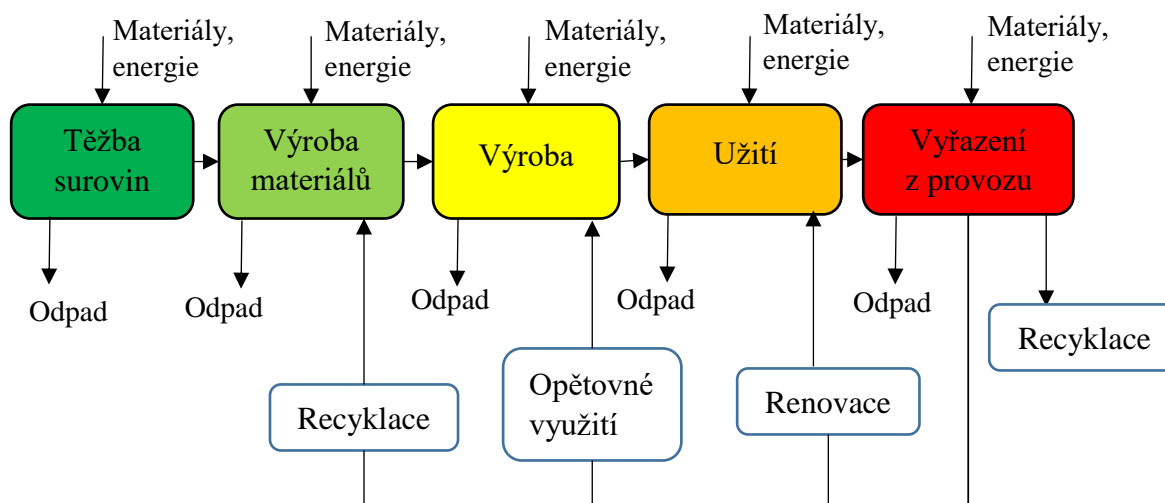 Materiály,
energie
Materiály,
energie
Materiály,
energie
Materiály,
energie
Materiály,
energie
Těžba
surovin
Výroba
materiálů
Výroba
Užití
Vyřazení
z provozu
Odpad
Odpad
Odpad
Odpad
Odpad
Recyklace
Opětovné
využití
Renovace
Recyklace